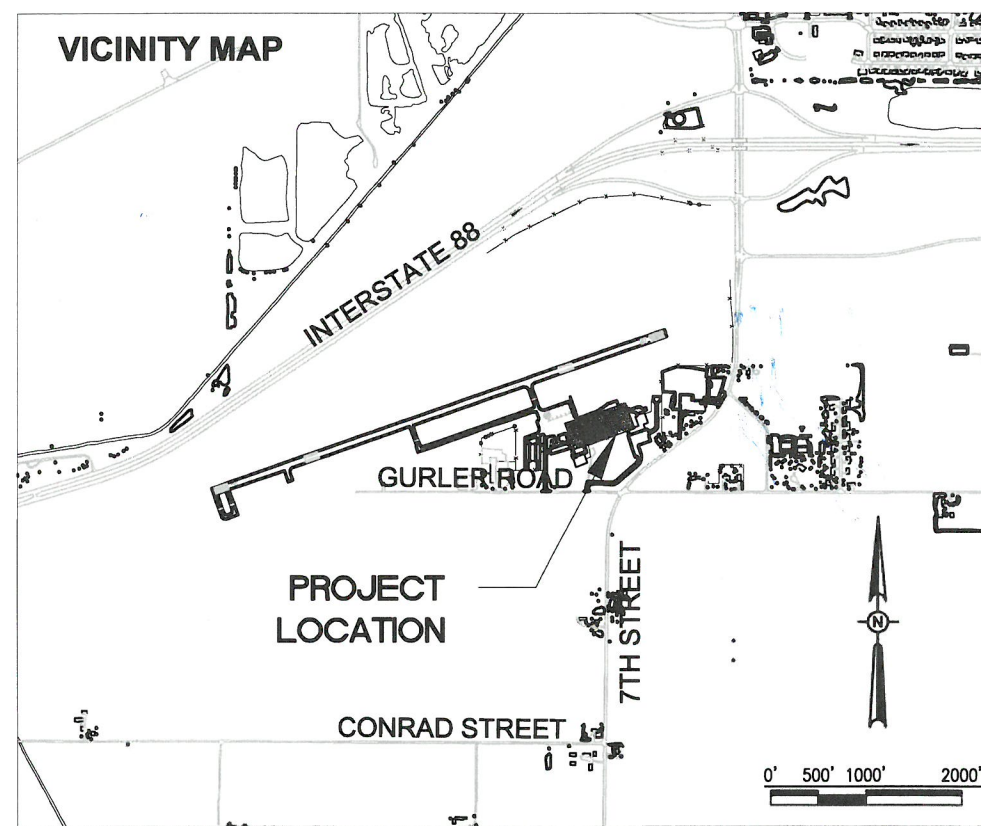 VICINITY MAP
INTERSTATE 88
GURLER ROAD
PROJECT
LOCATION
7TH STREET
N
CONRAD STREET
0' 500' 1000' 2000'